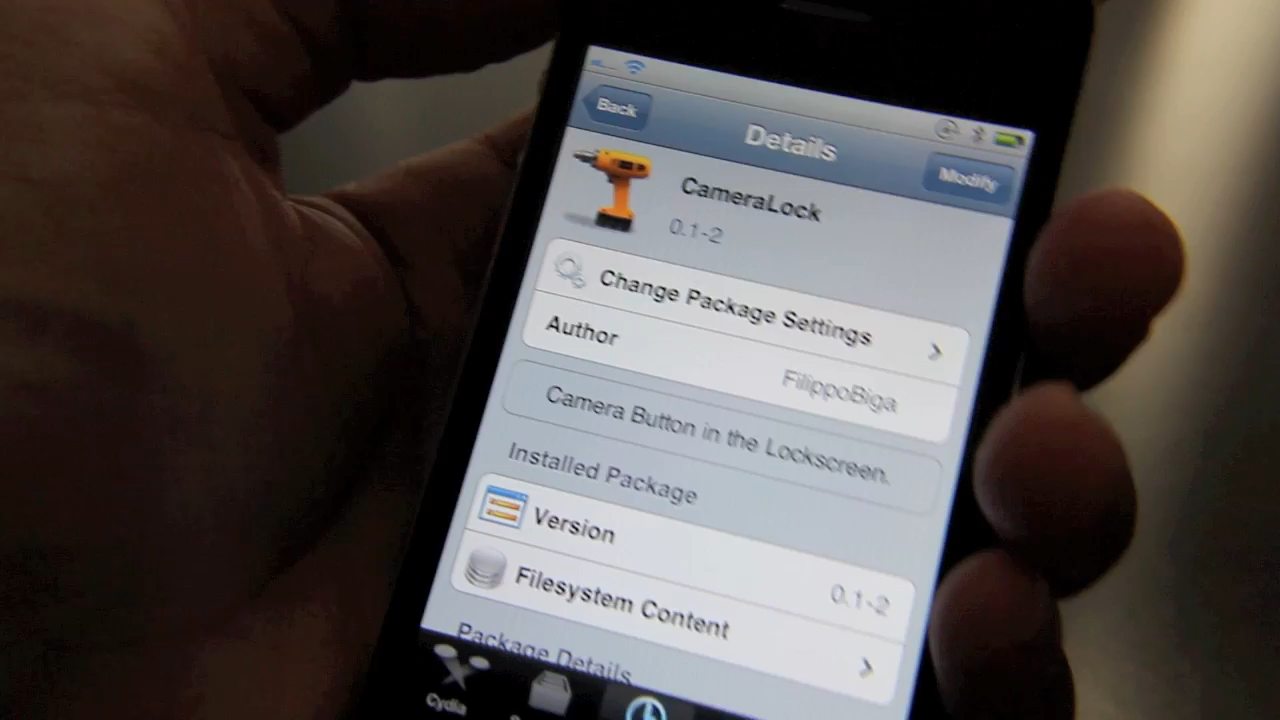 Back
Details
Modify
CameraLock
0.1-2
Change Package Settings
Author
FilippoBiga
Camera Button in the Lockscreen.
Installed Package
Version
0.1-2
Filesystem Content
Package Details
Cydia